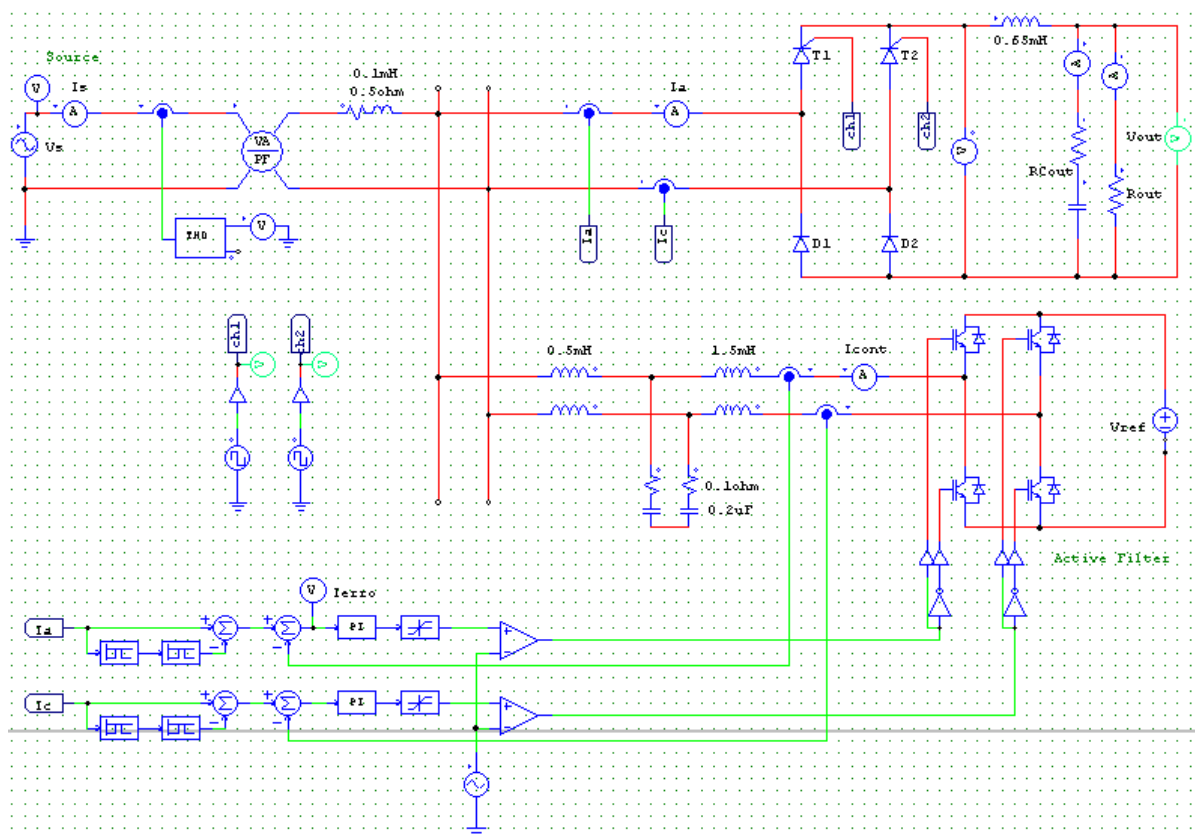 Source
V
Is
A
Vs
VA
PF
THD
V
0.1mH
0.5ohm
Ia
A
Ia
Ic
T1
T2
ch1
ch2
D1
D2
V
0.65mH
A
A
RCout
Rout
Vout
V
ch1
V
ch2
V
0.5mH
1.5mH
Icont
A
0.1ohm
0.2uF
Vref
Active Filter
V
Ierro
Ia
PI
Ic
PI